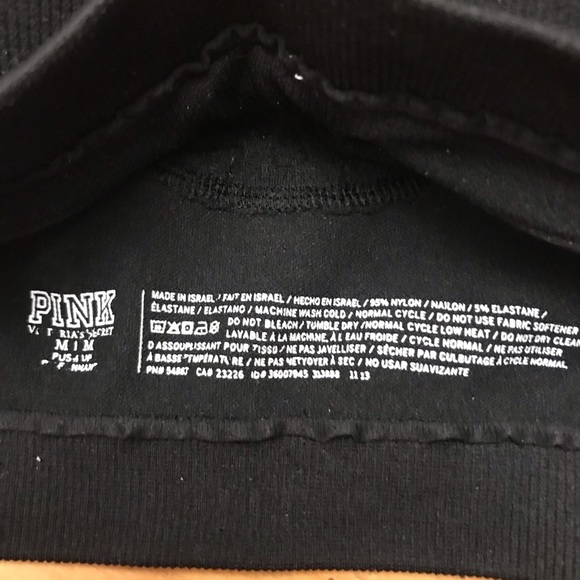 PINK
M | M
MADE IN ISRAEL / FAIT EN ISRAEL / HECHO EN ISRAEL / 95% NYLON / NAILON / 5% ELASTANE /
ÉLASTANE / ELASTANO / MACHINE WASH COLD / NORMAL CYCLE / DO NOT USE FABRIC SOFTENER
DO NOT BLEACH / TUMBLE DRY / NORMAL CYCLE LOW HEAT / DO NOT DRY CLEAN
LAVABLE À LA MACHINE, À L'EAU FROIDE / CYCLE NORMAL / NE PAS UTILISER
D'ASSOUPLISSANT POUR TISSU / NE PAS JAVELLISER / SÉCHER PAR CULBUTAGE À CYCLE NORMAL
À BASSE TEMPÉRATURE / NE PAS NETTOYER À SEC / NO USAR SUAVIZANTE
PN# 54867 CA# 23226 ID# 36007945 11 13